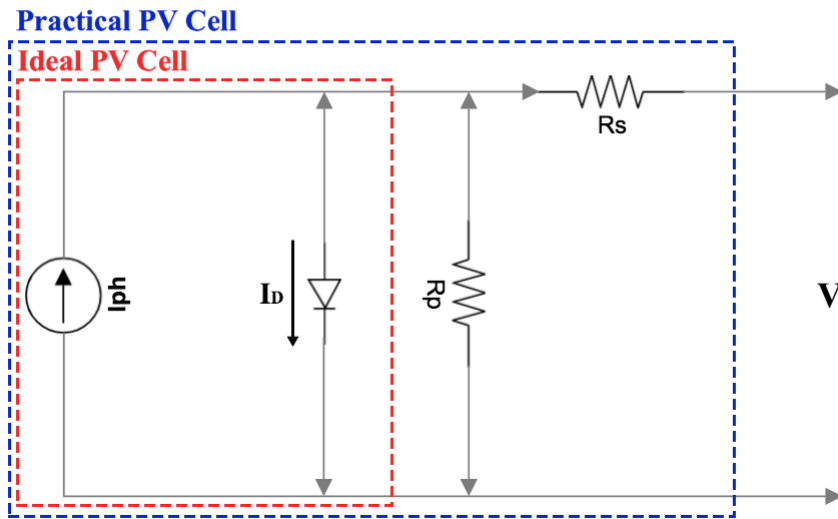 Practical PV Cell
Ideal PV Cell
Rs
Iph
ID
Rp
V